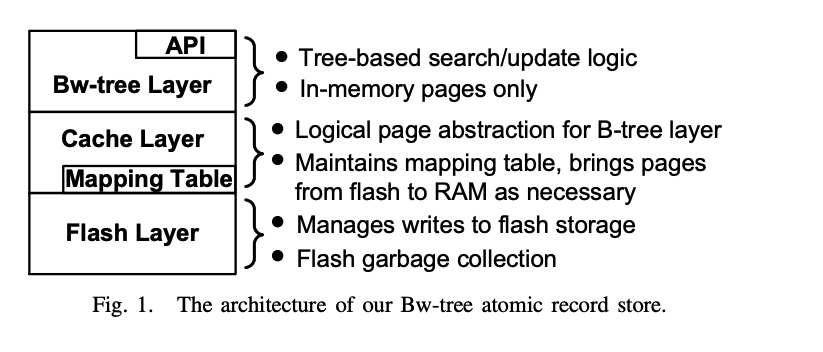 API
Bw-tree Layer
• Tree-based search/update logic
• In-memory pages only
Cache Layer
Mapping Table
• Logical page abstraction for B-tree layer
• Maintains mapping table, brings pages
from flash to RAM as necessary
Flash Layer
• Manages writes to flash storage
• Flash garbage collection
Fig. 1. The architecture of our Bw-tree atomic record store.